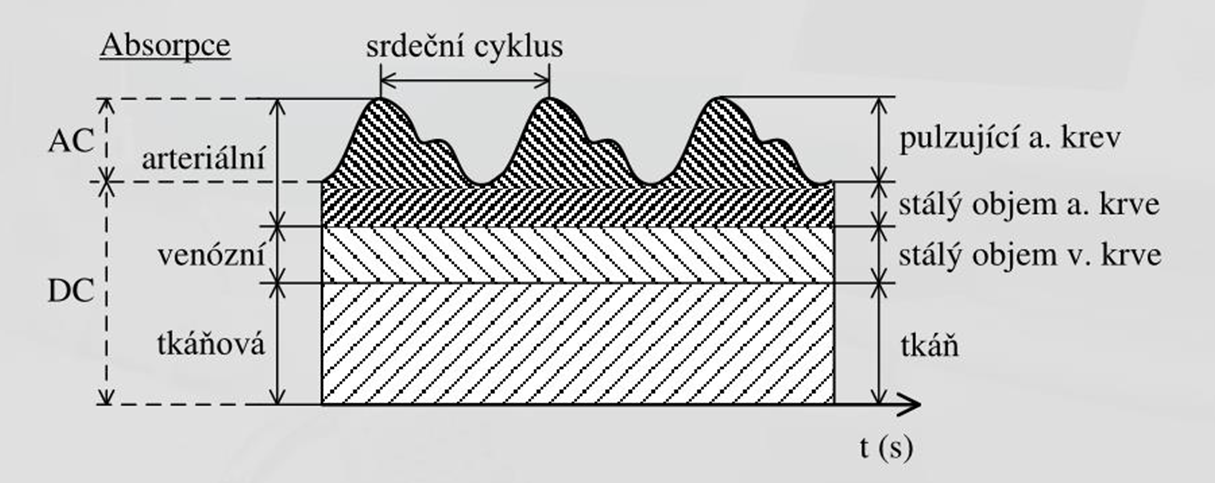 Absorpce
srdeční cyklus
AC
arteriální
pulzující a. krev
stálý objem a. krve
venózní
stálý objem v. krve
DC
tkáňová
tkáň
t (s)